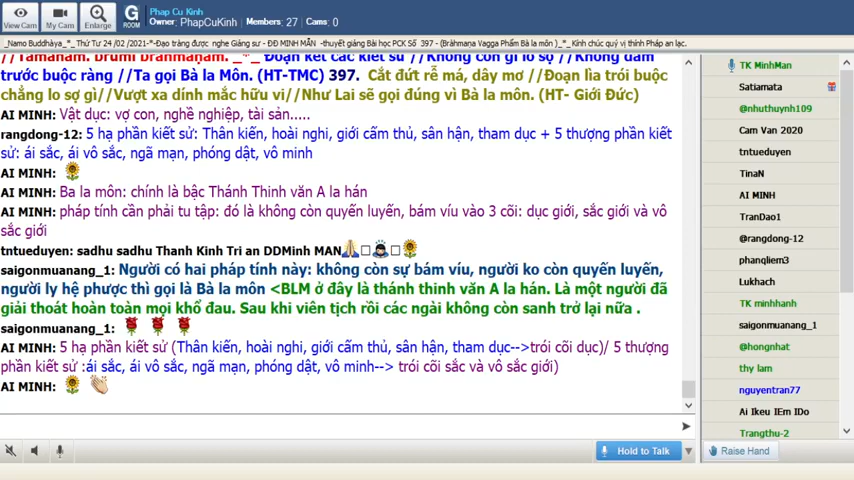 Phap Cu Kinh
Owner: PhapCuKinh | Members: 27 | Cams: 0
View Cam
My Cam
Enlarge
G
ROOM
_Namo Buddhàya_*_ Thứ Tư 24 /02 /2021-*-Đạo tràng được nghe Giảng sư - ĐĐ MINH MẪN -thuyết giảng Bài học PCK Số 397 - (Bràhmana Vagga Phẩm Bà la môn )_*_ Kính chúc quý vị thính Pháp an lạc.
trước buộc ràng //Ta gọi Bà la Môn. (HT-TMC) 397. Cắt đứt rễ má, dây mơ //Đoạn lìa trói buộc
chẳng lo sợ gì//Vượt xa dính mắc hữu vi//Như Lai sẽ gọi đúng vì Bà la môn. (HT- Giới Đức)
AI MINH: Vật dục: vợ con, nghề nghiệp, tài sản.....
rangdong-12: 5 hạ phần kiết sử: Thân kiến, hoài nghi, giới cấm thủ, sân hận, tham dục + 5 thượng phần kiết
sử: ái sắc, ái vô sắc, ngã mạn, phóng dật, vô minh
AI MINH:
AI MINH: Ba la môn: chính là bậc Thánh Thinh văn A la hán
AI MINH: pháp tính cần phải tu tập: đó là không còn quyến luyến, bám víu vào 3 cõi: dục giới, sắc giới và vô
sắc giới
tntueduyen: sadhu sadhu Thanh Kinh Tri an DDMinh MAN
saigonmuanang_1: Người có hai pháp tính này: không còn sự bám víu, người ko còn quyến luyến,
người ly hệ phược thì gọi là Bà la môn <BLM ở đây là thánh thinh văn A la hán. Là một người đã
giải thoát hoàn toàn mọi khổ đau. Sau khi viên tịch rồi các ngài không còn sanh trở lại nữa .
saigonmuanang_1:
AI MINH: 5 hạ phần kiết sử (Thân kiến, hoài nghi, giới cấm thủ, sân hận, tham dục-->trói cõi dục)/ 5 thượng
phần kiết sử :ái sắc, ái vô sắc, ngã mạn, phóng dật, vô minh--> trói cõi sắc và vô sắc giới)
AI MINH:
Hold to Talk
Raise Hand
TK MinhMan
Satiamata
@nhuthuynh109
Cam Van 2020
tntueduyen
TinaN
AI MINH
TranDao1
@rangdong-12
phanqliem3
Lukhach
TK minhhanh
saigonmuanang_1
@hongnhat
thy lam
nguyentran77
Ai lkeu IEm IDo
Trangthu-2